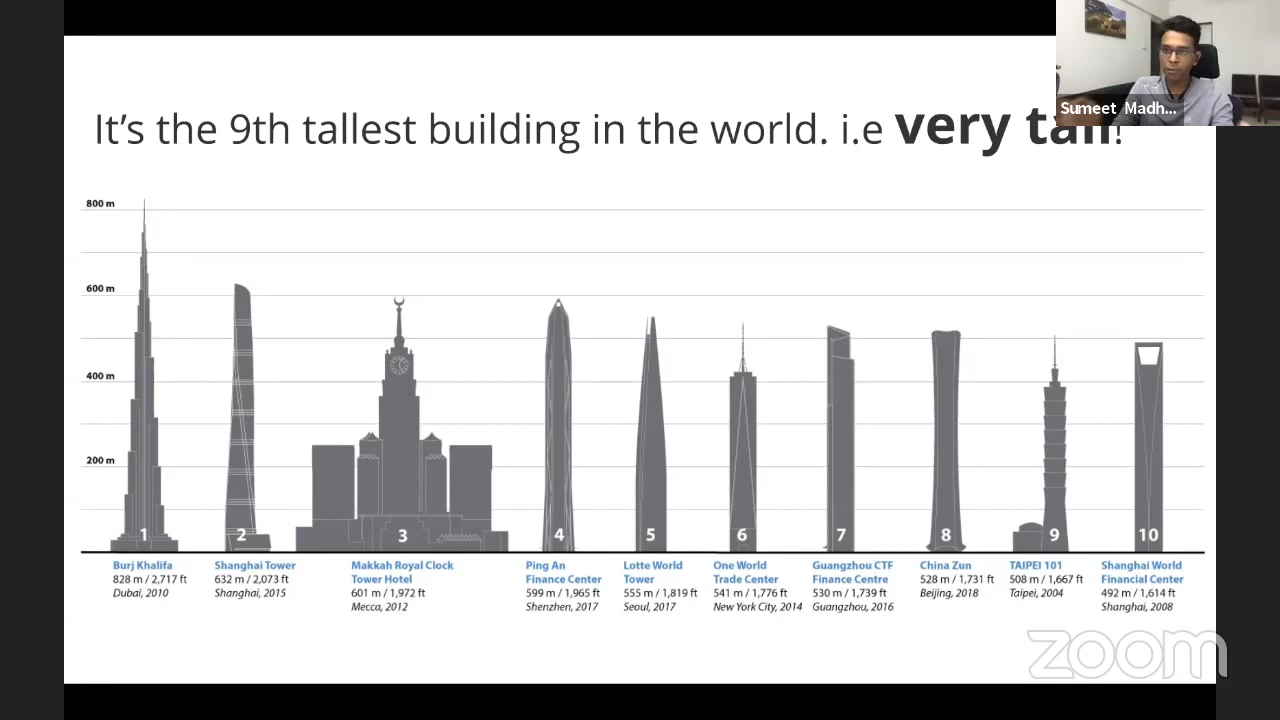 Sumeet Madh...
It's the 9th tallest building in the world. i.e very tall!
800 m
600 m
400 m
200 m
1
2
3
4
5
6
7
8
9
10
Burj Khalifa
828 m / 2,717 ft
Dubai, 2010
Shanghai Tower
632 m / 2,073 ft
Shanghai, 2015
Makkah Royal Clock
Tower Hotel
601 m / 1,972 ft
Mecca, 2012
Ping An
Finance Center
599 m / 1,965 ft
Shenzhen, 2017
Lotte World
Tower
555 m / 1,819 ft
Seoul, 2017
One World
Trade Center
541 m / 1,776 ft
New York City, 2014
Guangzhou CTF
Finance Centre
530 m / 1,739 ft
Guangzhou, 2016
China Zun
528 m / 1,731 ft
Beijing, 2018
TAIPEI 101
508 m / 1,667 ft
Taipei, 2004
Shanghai World
Financial Center
492 m / 1,614 ft
Shanghai, 2008
zoom